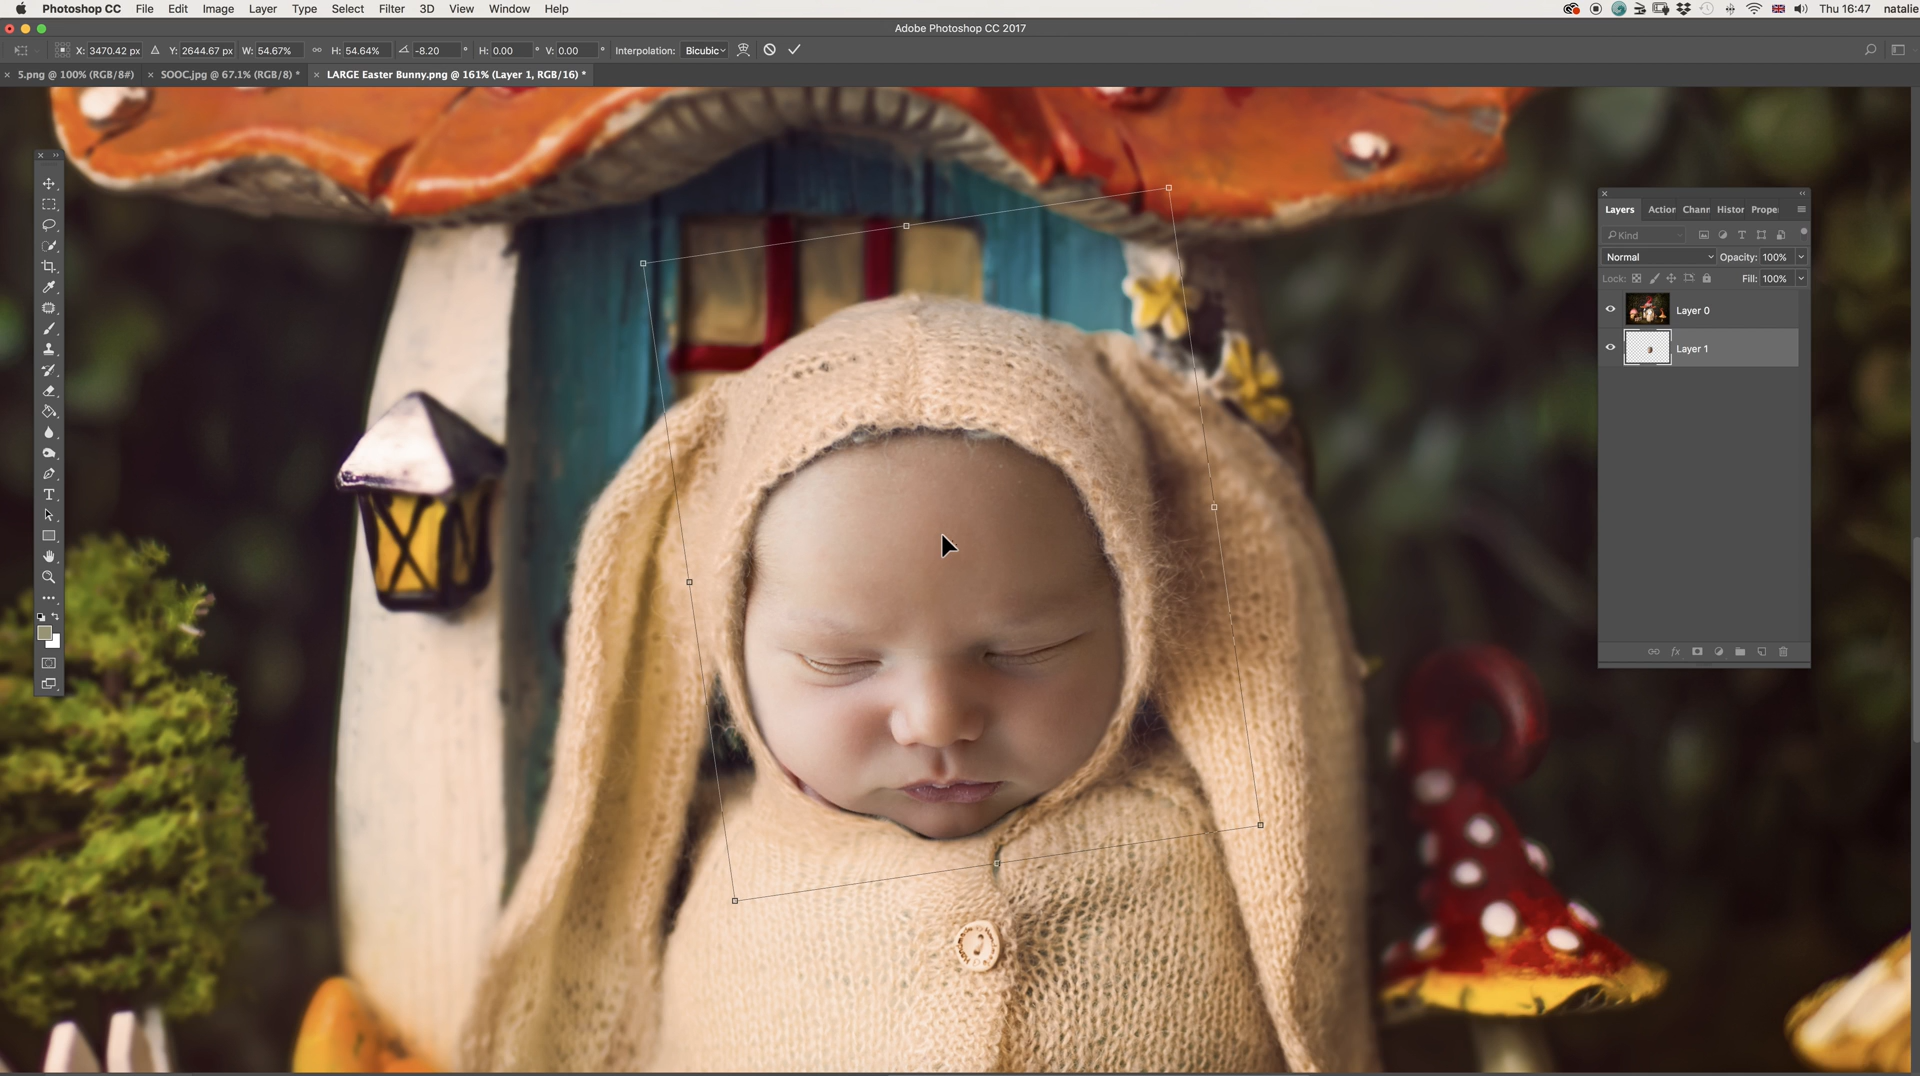 Photoshop CC File Edit Image Layer Type Select Filter 3D View Window Help Thu 16:47 natalie
Adobe Photoshop CC 2017
X: 3470.42 px Y: 2644.67 px W: 54.67% H: 54.64% -8.20 ° H: 0.00 ° V: 0.00 ° Interpolation: Bicubic
5.png @ 100% (RGB/8#) SOOC.jpg @ 67.1% (RGB/8) * LARGE Easter Bunny.png @ 161% (Layer 1, RGB/16) *
Layers Action Chann Histor Prope
Kind
Normal Opacity: 100%
Lock: Fill: 100%
Layer 0
Layer 1